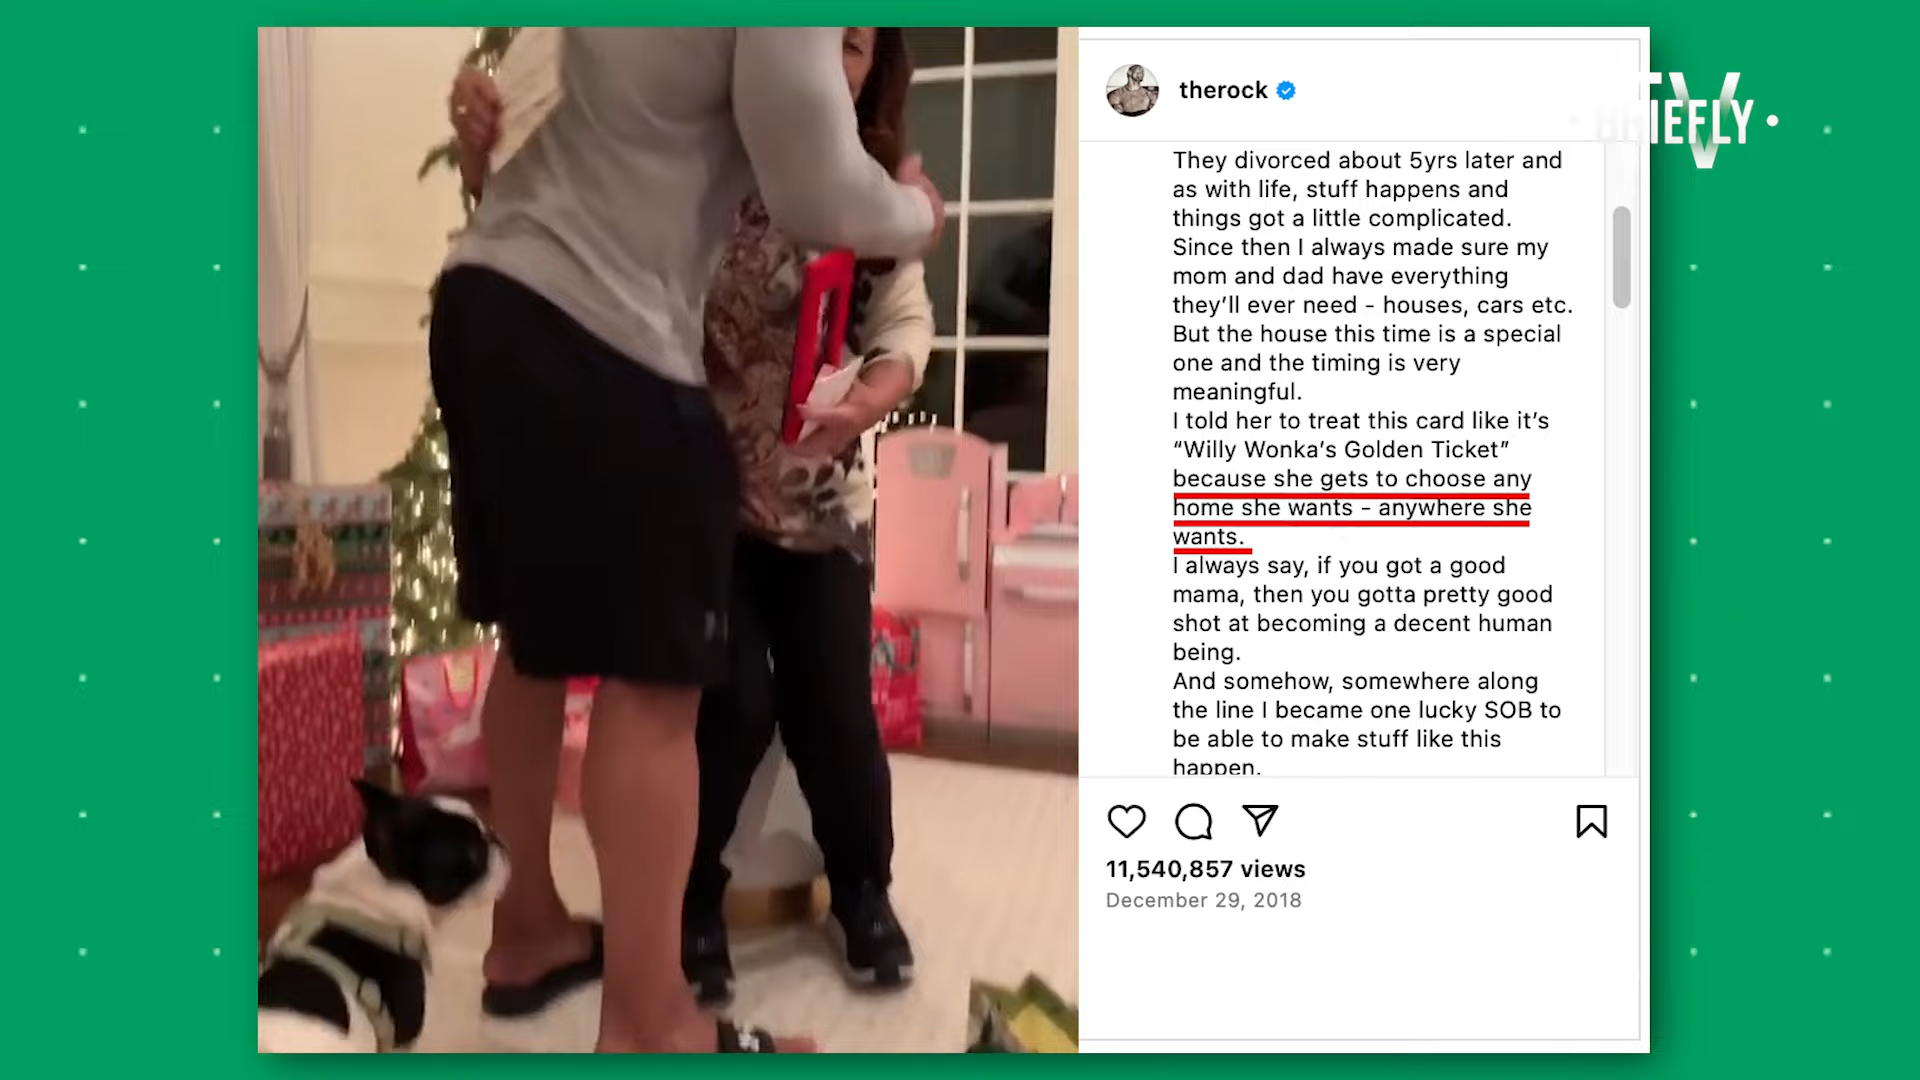 therock
TV
BRIEFLY
They divorced about 5yrs later and
as with life, stuff happens and
things got a little complicated.
Since then I always made sure my
mom and dad have everything
they’ll ever need - houses, cars etc.
But the house this time is a special
one and the timing is very
meaningful.
I told her to treat this card like it’s
“Willy Wonka’s Golden Ticket”
because she gets to choose any
home she wants - anywhere she
wants.
I always say, if you got a good
mama, then you gotta pretty good
shot at becoming a decent human
being.
And somehow, somewhere along
the line I became one lucky SOB to
be able to make stuff like this
happen.
11,540,857 views
December 29, 2018